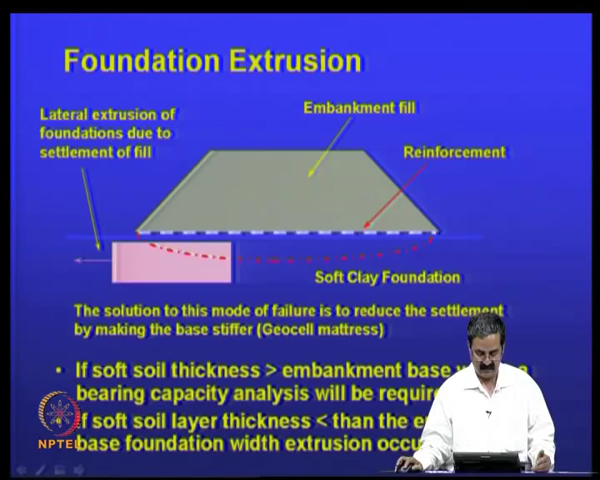 Foundation Extrusion
Lateral extrusion of
foundations due to
settlement of fill
Embankment fill
Reinforcement
Soft Clay Foundation
The solution to this mode of failure is to reduce the settlement
by making the base stiffer (Geocell mattress)
• If soft soil thickness > embankment base
bearing capacity analysis will be
If soft soil layer thickness < than the
base foundation width extrusion
NPTEL